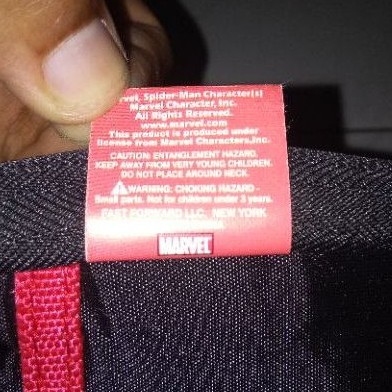 Spider-Man Character(s)
Marvel Character, Inc.
All Rights Reserved.
www.marvel.com
This product is produced under
license from Marvel Characters,Inc.
CAUTION: ENTANGLEMENT HAZARD.
KEEP AWAY FROM VERY YOUNG CHILDREN.
DO NOT PLACE AROUND NECK.
WARNING: CHOKING HAZARD -
Small parts. Not for children under 3 years.
FAST FORWARD LLC, NEW YORK
MARVEL